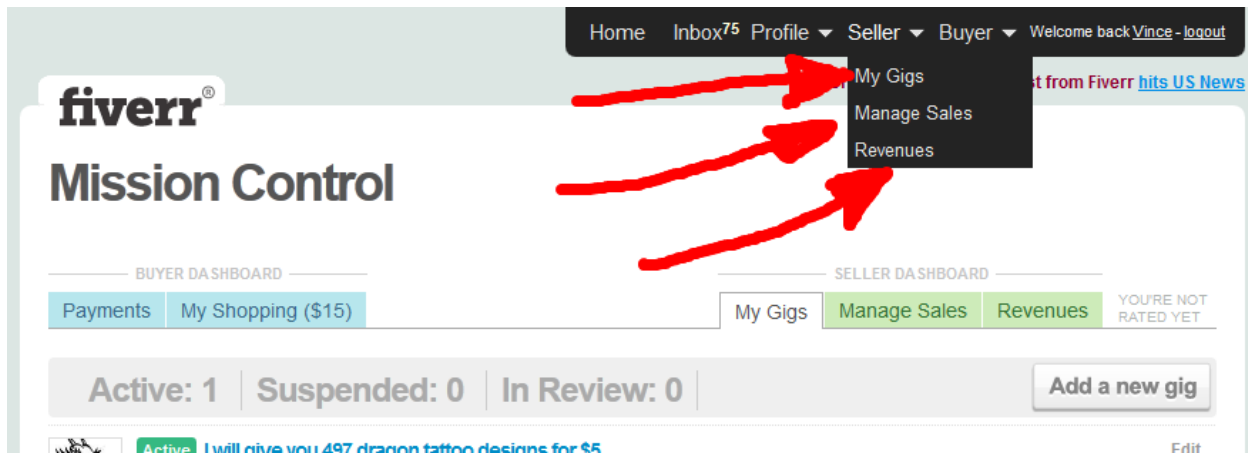 Home Inbox75 Profile Seller Buyer Welcome back Vince - logout
My Gigs
st from Fiverr hits US News
fiverr®
Manage Sales
Revenues
Mission Control
BUYER DASHBOARD
SELLER DASHBOARD
Payments My Shopping ($15)
My Gigs Manage Sales Revenues
YOU'RE NOT
RATED YET
Active: 1 Suspended: 0 In Review: 0
Add a new gig
Active I will give you 497 dragon tattoo designs for $5
Edit